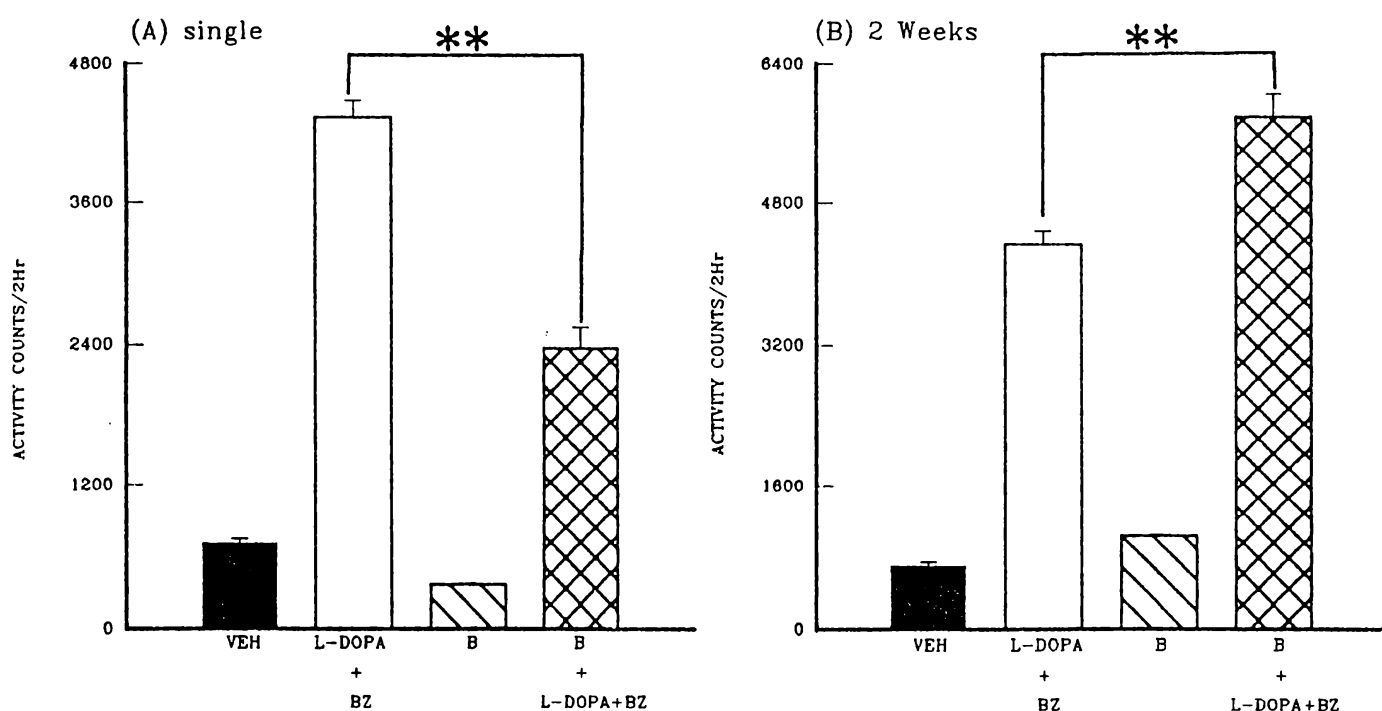 (A) single
**
4800
3600
2400
1200
0
ACTIVITY COUNTS/2Hr
VEH
L-DOPA
+
BZ
B
B
+
L-DOPA+BZ
(B) 2 Weeks
**
6400
4800
3200
1600
0
ACTIVITY COUNTS/2Hr
VEH
L-DOPA
+
BZ
B
B
+
L-DOPA+BZ